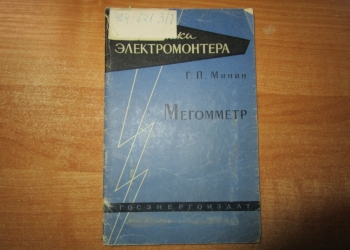 ЭЛЕКТРОМОНТЕРА
Г. П. Минин
МЕГОММЕТР
ГОСЭНЕРГОИЗДАТ